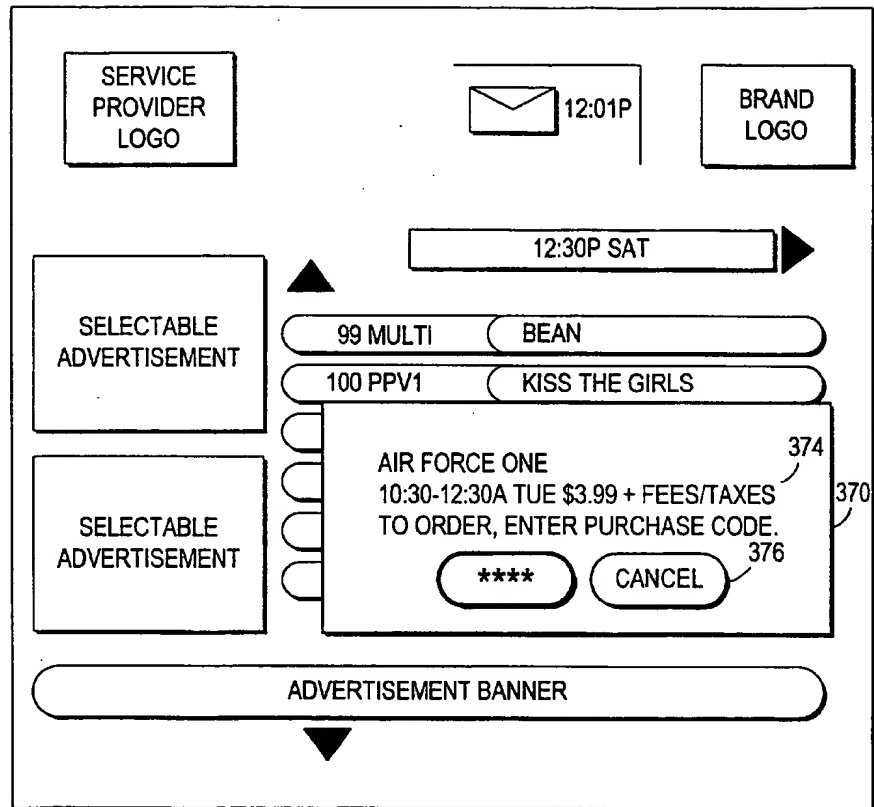 SERVICE
PROVIDER
LOGO
12:01P
BRAND
LOGO
12:30P SAT
SELECTABLE
ADVERTISEMENT
99 MULTI BEAN
100 PPV1 KISS THE GIRLS
AIR FORCE ONE
374
10:30-12:30A TUE $3.99 + FEES/TAXES
370
TO ORDER, ENTER PURCHASE CODE.
376
**** CANCEL
SELECTABLE
ADVERTISEMENT
ADVERTISEMENT BANNER